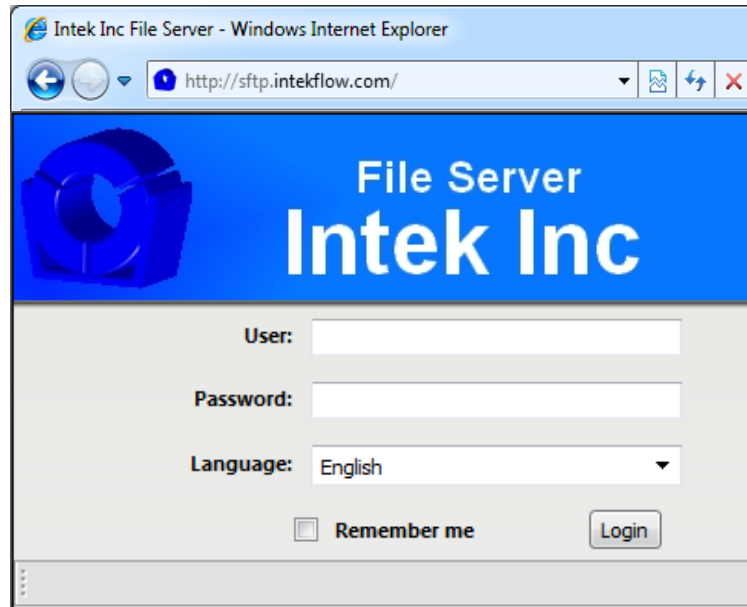 Intek Inc File Server - Windows Internet Explorer
http://sftp.intekflow.com/
File Server
Intek Inc
User:
Password:
Language: English
Remember me Login